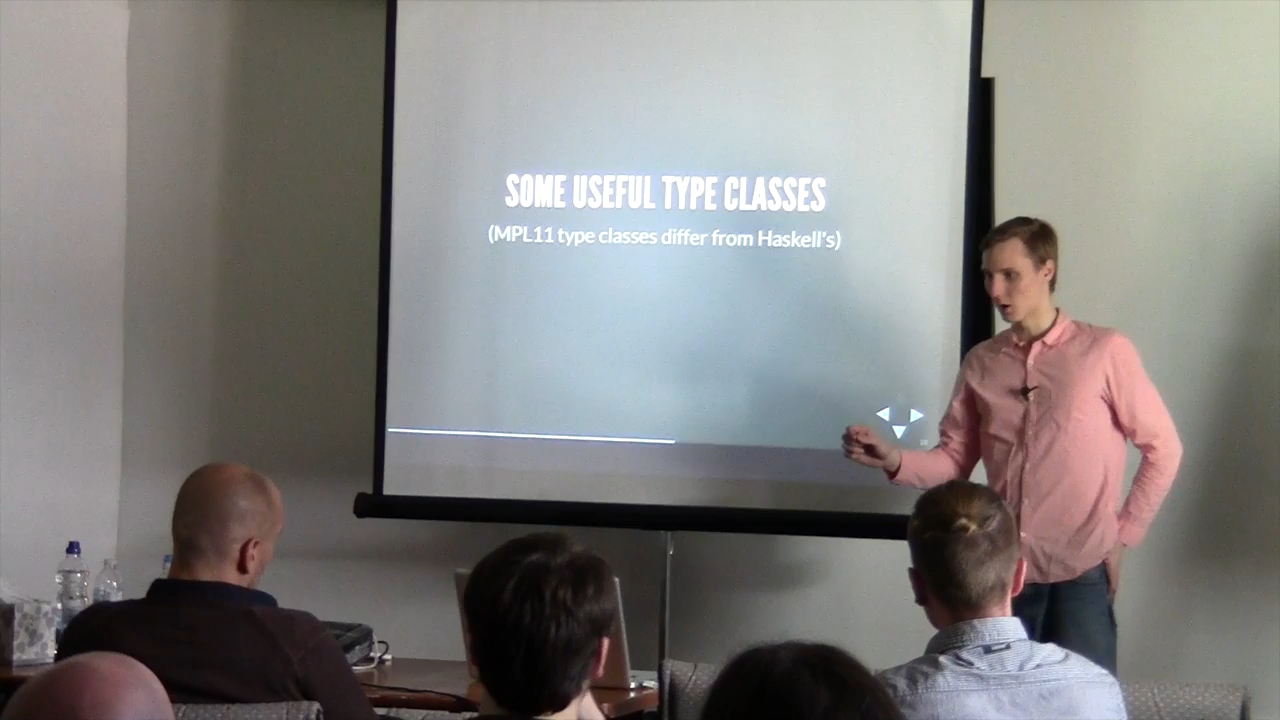 SOME USEFUL TYPE CLASSES
(MPL11 type classes differ from Haskell's)